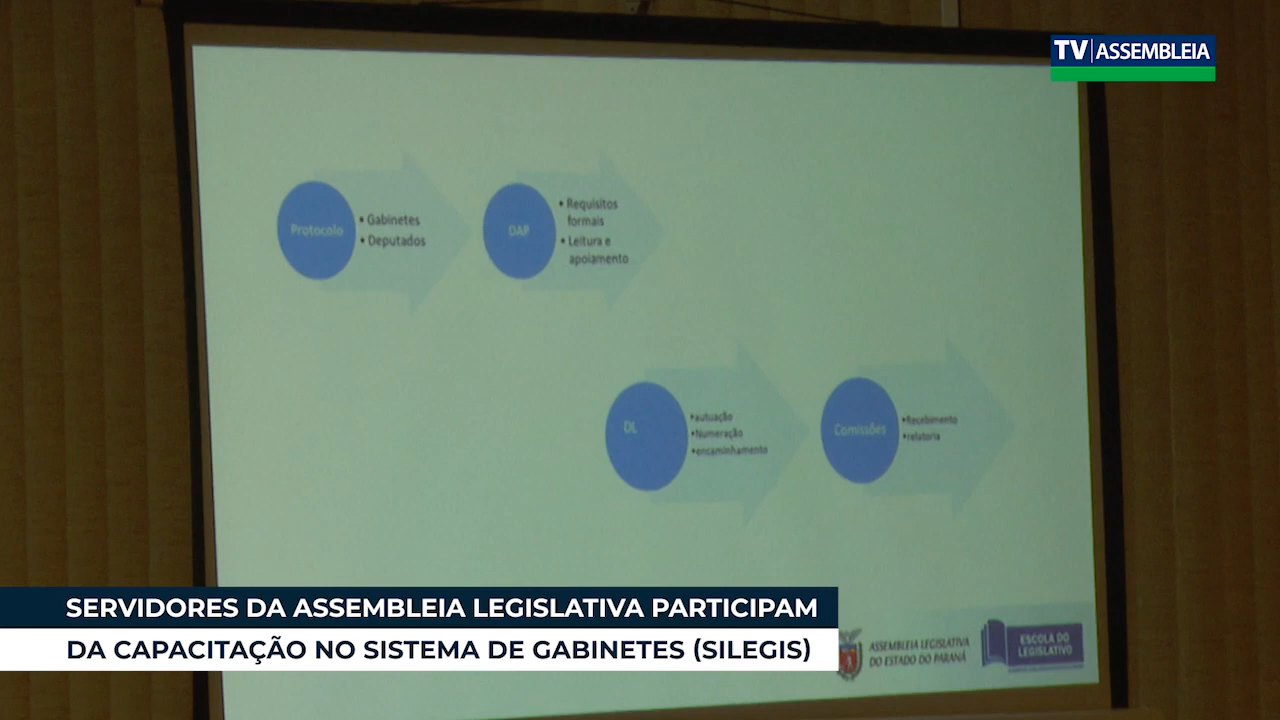 TV ASSEMBLEIA
Protocolo
• Gabinetes
• Deputados
DAP
• Requisitos
formais
• Leitura e
apoiamento
DL
•autuação
•Numeração
•encaminhamento
Comissões
•Recebimento
•relatoria
SERVIDORES DA ASSEMBLEIA LEGISLATIVA PARTICIPAM
DA CAPACITAÇÃO NO SISTEMA DE GABINETES (SILEGIS)
ASSEMBLEIA LEGISLATIVA
DO ESTADO DO PARANÁ
ESCOLA DO
LEGISLATIVO